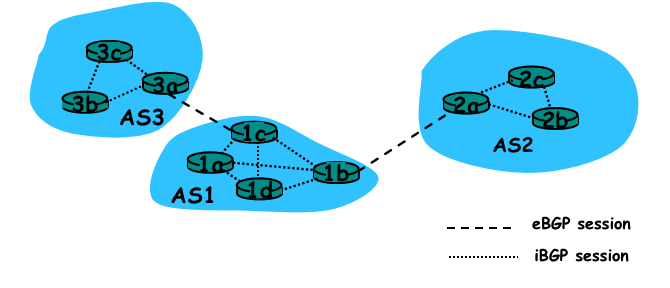 3c
3a
3b
AS3
2c
2a
2b
AS2
1c
1a
1b
1d
AS1
eBGP session
iBGP session